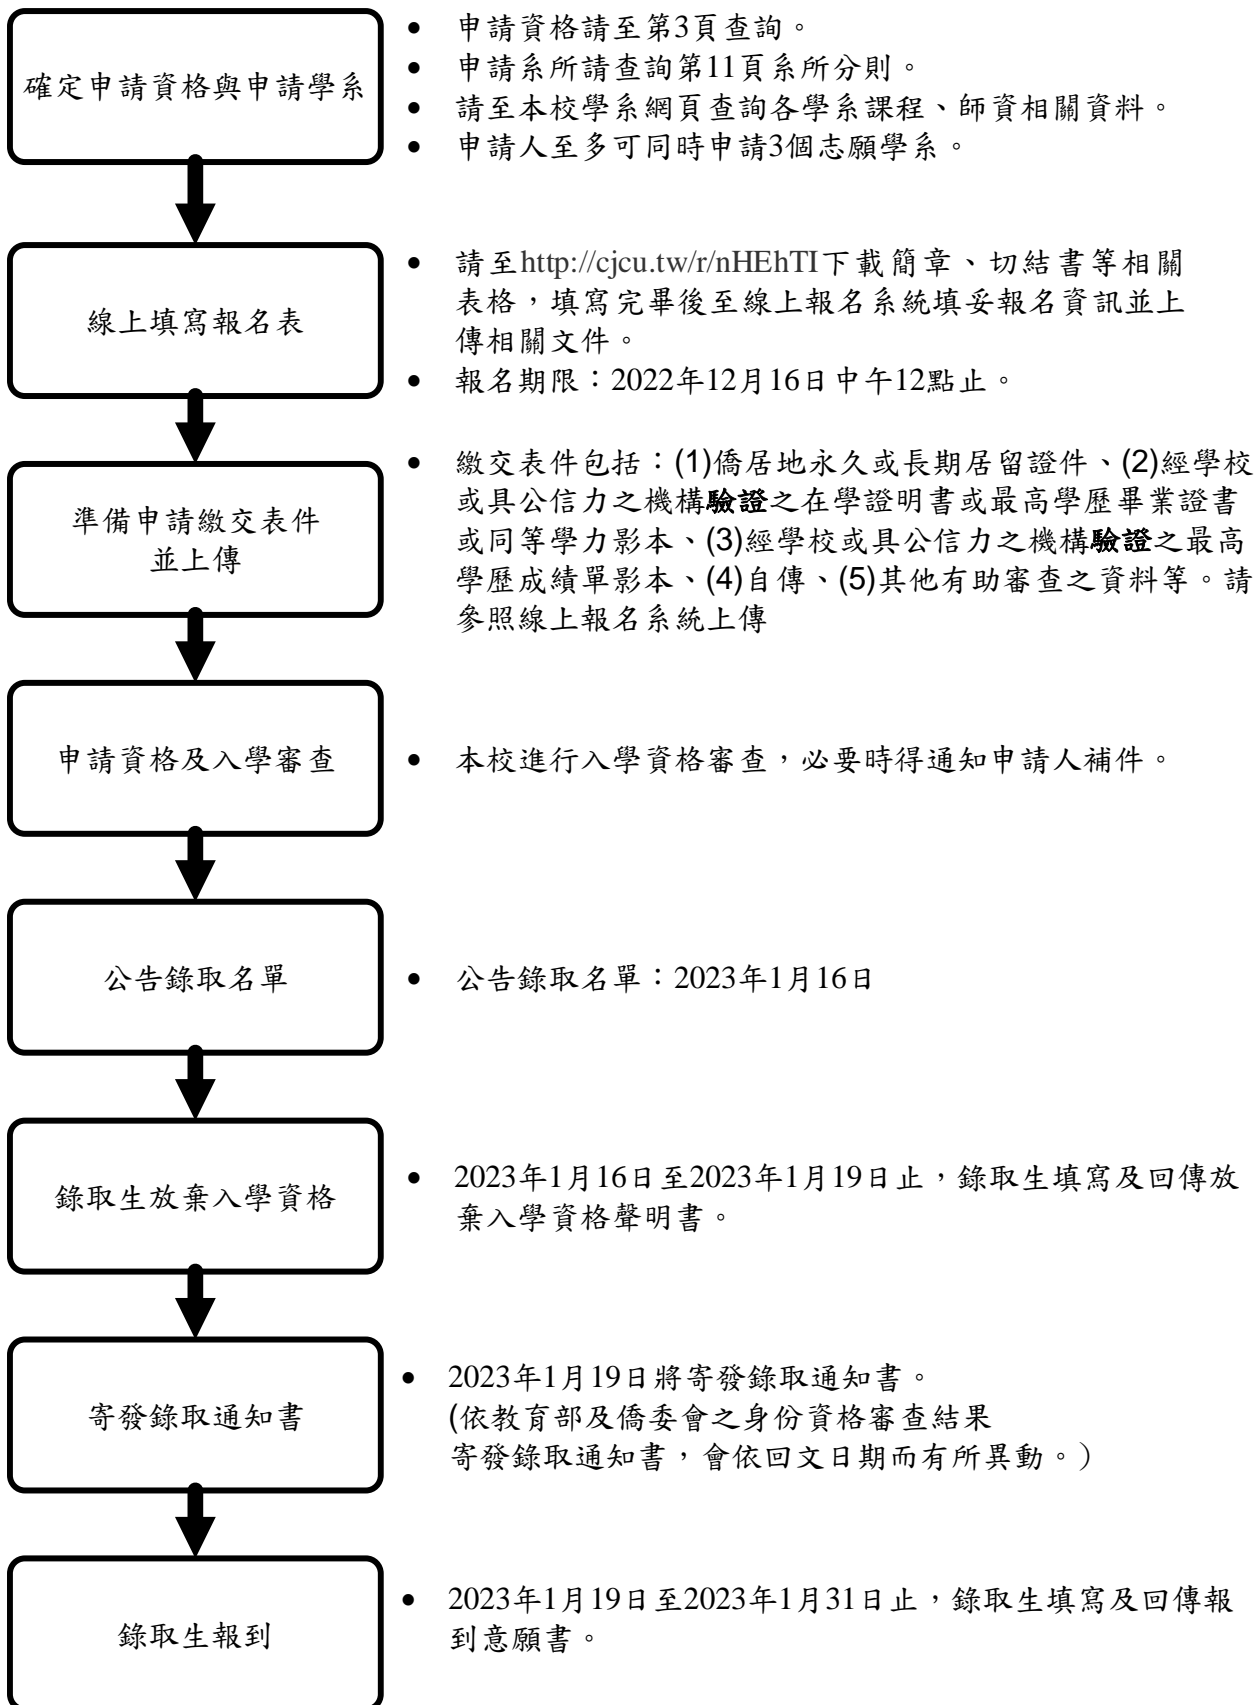 確定申請資格與申請學系
• 申請資格請至第3頁查詢。
• 申請系所請查詢第11頁系所分則。
• 請至本校學系網頁查詢各學系課程、師資相關資料。
• 申請人至多可同時申請3個志願學系。
線上填寫報名表
• 請至http://cjcu.tw/r/nHEhTI下載簡章、切結書等相關
表格，填寫完畢後至線上報名系統填妥報名資訊並上
傳相關文件。
• 報名期限：2022年12月16日中午12點止。
準備申請繳交表件
並上傳
• 繳交表件包括：(1)僑居地永久或長期居留證件、(2)經學校
或具公信力之機構驗證之在學證明書或最高學歷畢業證書
或同等學力影本、(3)經學校或具公信力之機構驗證之最高
學歷成績單影本、(4)自傳、(5)其他有助審查之資料等。請
參照線上報名系統上傳
申請資格及入學審查
• 本校進行入學資格審查，必要時得通知申請人補件。
公告錄取名單
• 公告錄取名單：2023年1月16日
錄取生放棄入學資格
• 2023年1月16日至2023年1月19日止，錄取生填寫及回傳放
棄入學資格聲明書。
寄發錄取通知書
• 2023年1月19日將寄發錄取通知書。
(依教育部及僑委會之身份資格審查結果
寄發錄取通知書，會依回文日期而有所異動。）
錄取生報到
• 2023年1月19日至2023年1月31日止，錄取生填寫及回傳報
到意願書。